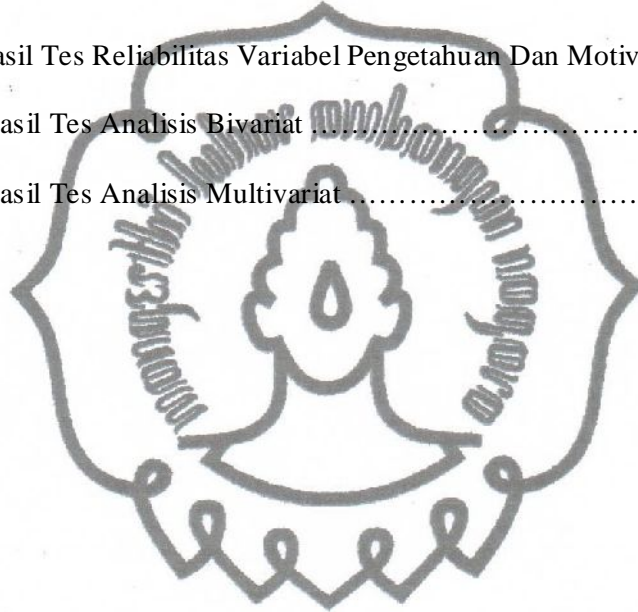 asil Tes Reliabilitas Variabel Pengetahuan Dan Motiv
asil Tes Analisis Bivariat ……………………………
asil Tes Analisis Multivariat …………………………